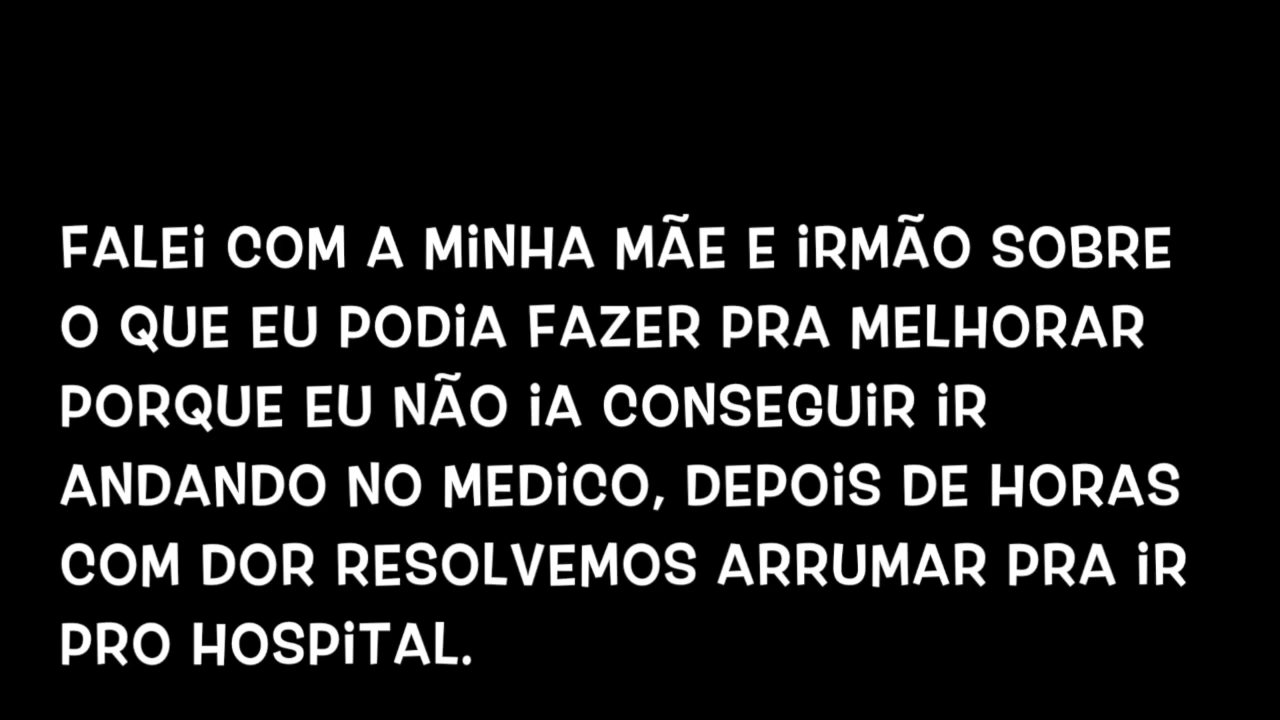 FALEI COM A MINHA MÃE E IRMÃO SOBRE
O QUE EU PODIA FAZER PRA MELHORAR
PORQUE EU NÃO IA CONSEGUIR IR
ANDANDO NO MEDICO, DEPOIS DE HORAS
COM DOR RESOLVEMOS ARRUMAR PRA IR
PRO HOSPITAL.